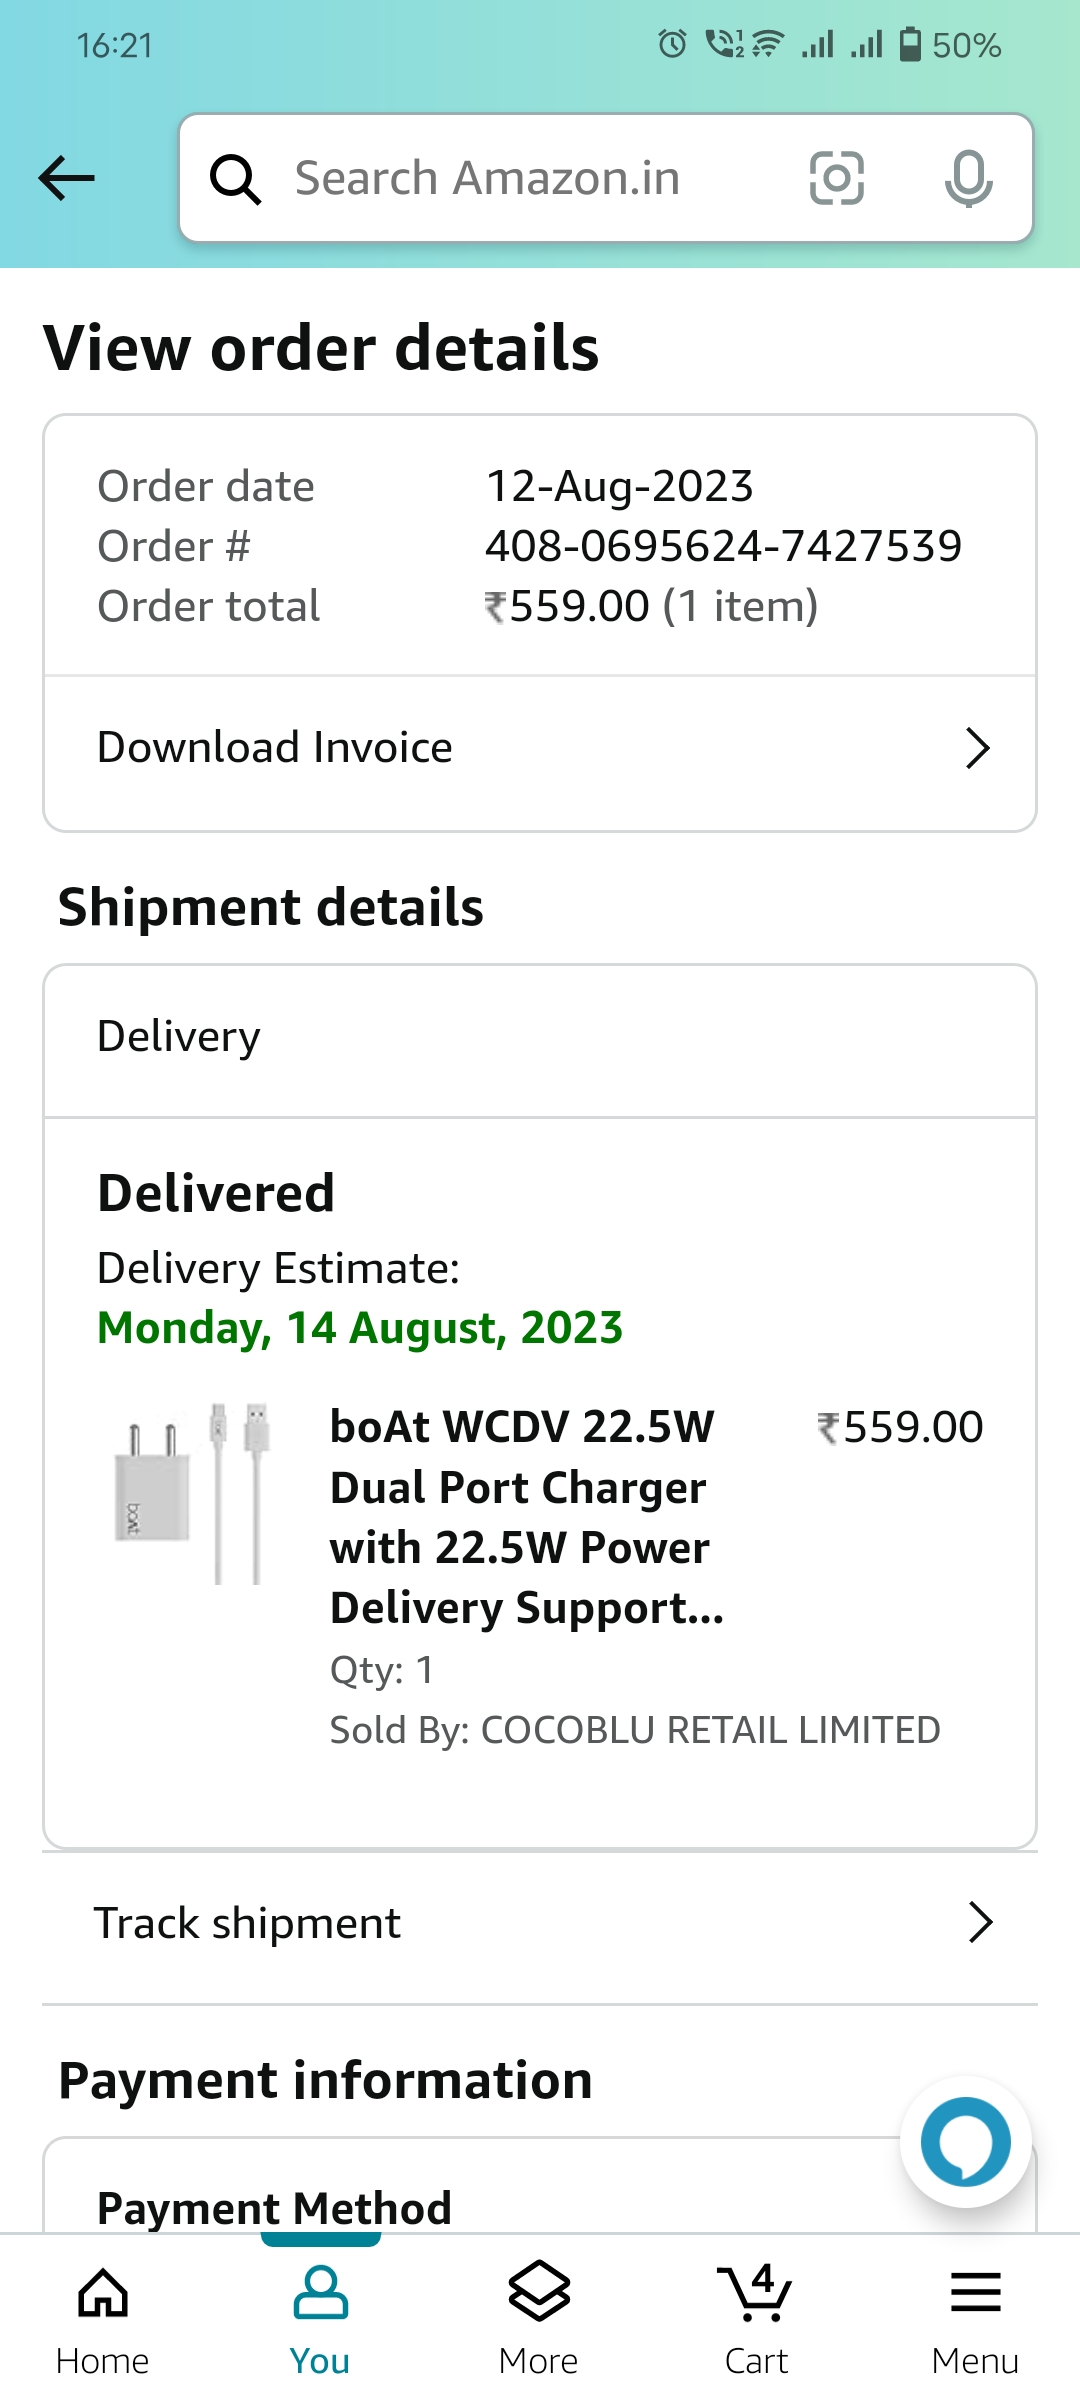 16:21
50%
Search Amazon.in
View order details
Order date 12-Aug-2023
Order # 408-0695624-7427539
Order total ₹559.00 (1 item)
Download Invoice
Shipment details
Delivery
Delivered
Delivery Estimate:
Monday, 14 August, 2023
boAt
boAt WCDV 22.5W ₹559.00
Dual Port Charger
with 22.5W Power
Delivery Support...
Qty: 1
Sold By: COCOBLU RETAIL LIMITED
Track shipment
Payment information
Payment Method
4
Home You More Cart Menu